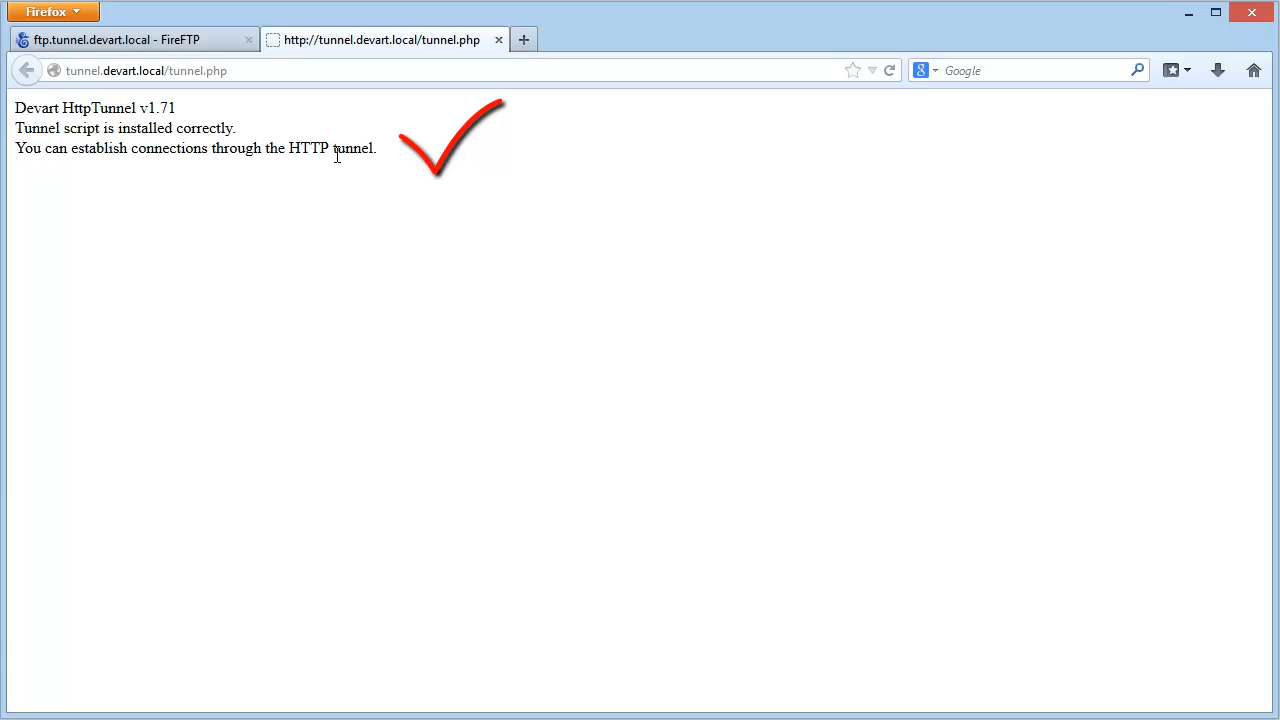 Firefox
ftp.tunnel.devart.local - FireFTP
http://tunnel.devart.local/tunnel.php
tunnel.devart.local/tunnel.php
Google
Devart HttpTunnel v1.71
Tunnel script is installed correctly.
You can establish connections through the HTTP tunnel.